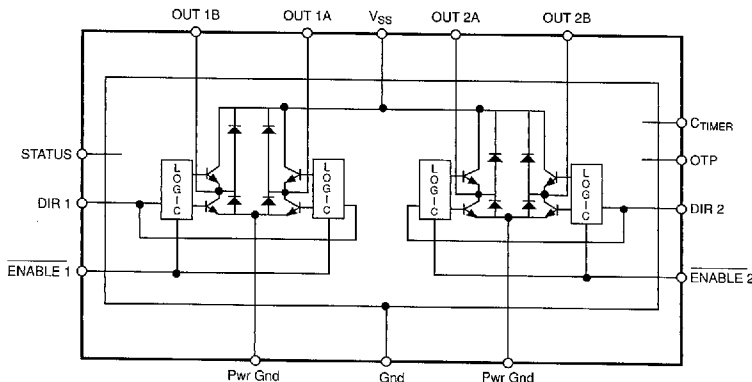 OUT 1B
OUT 1A
VSS
OUT 2A
OUT 2B
STATUS
CTIMER
OTP
LOGIC
LOGIC
LOGIC
LOGIC
DIR 1
DIR 2
ENABLE 1
ENABLE 2
Pwr Gnd
Gnd
Pwr Gnd